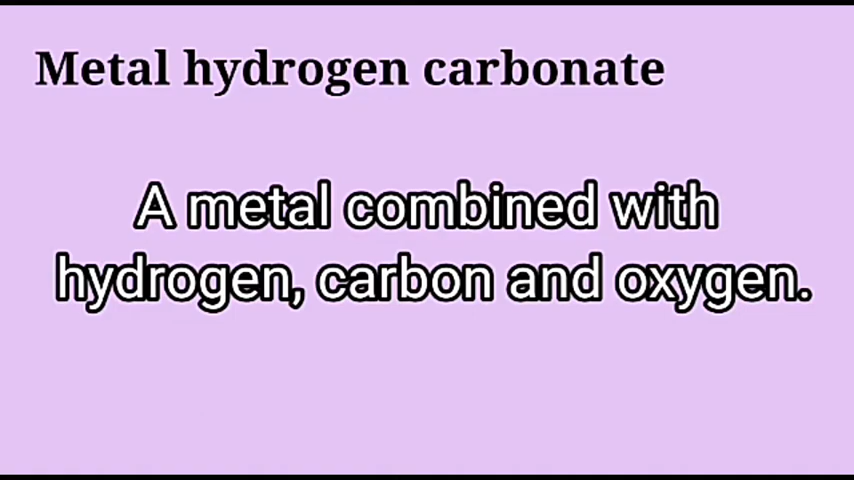 Metal hydrogen carbonate
A metal combined with
hydrogen, carbon and oxygen.